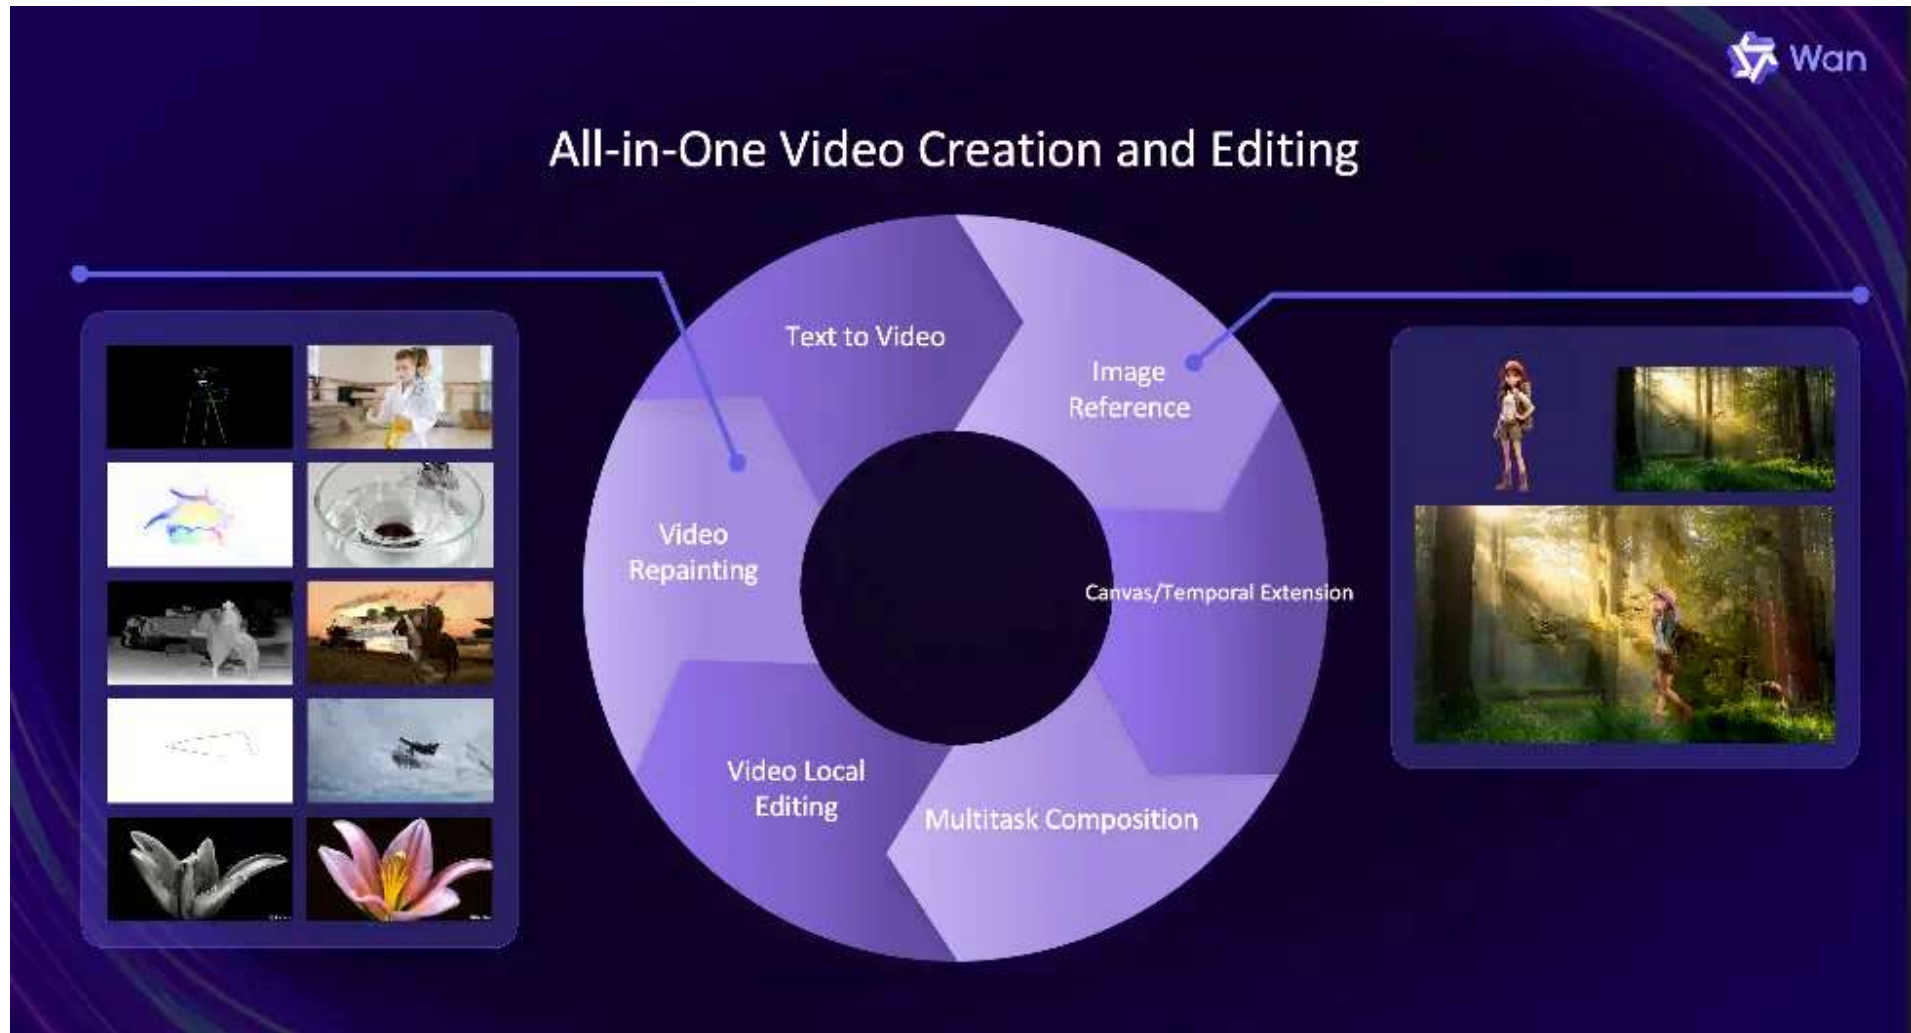 Wan
All-in-One Video Creation and Editing
Text to Video
Image
Reference
Video
Repainting
Canvas/Temporal Extension
Video Local
Editing
Multitask Composition